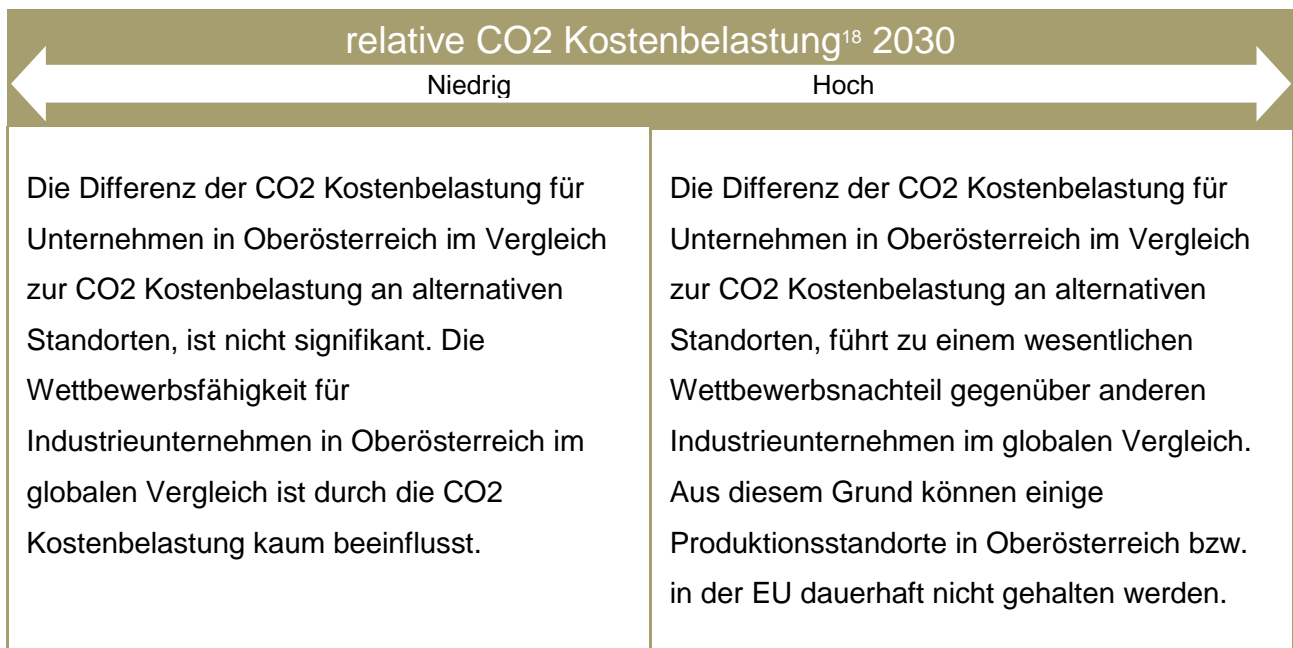 relative CO2 Kostenbelastung¹⁸ 2030
Niedrig Hoch
Die Differenz der CO2 Kostenbelastung für
Unternehmen in Oberösterreich im Vergleich
zur CO2 Kostenbelastung an alternativen
Standorten, ist nicht signifikant. Die
Wettbewerbsfähigkeit für
Industrieunternehmen in Oberösterreich im
globalen Vergleich ist durch die CO2
Kostenbelastung kaum beeinflusst.
Die Differenz der CO2 Kostenbelastung für
Unternehmen in Oberösterreich im Vergleich
zur CO2 Kostenbelastung an alternativen
Standorten, führt zu einem wesentlichen
Wettbewerbsnachteil gegenüber anderen
Industrieunternehmen im globalen Vergleich.
Aus diesem Grund können einige
Produktionsstandorte in Oberösterreich bzw.
in der EU dauerhaft nicht gehalten werden.